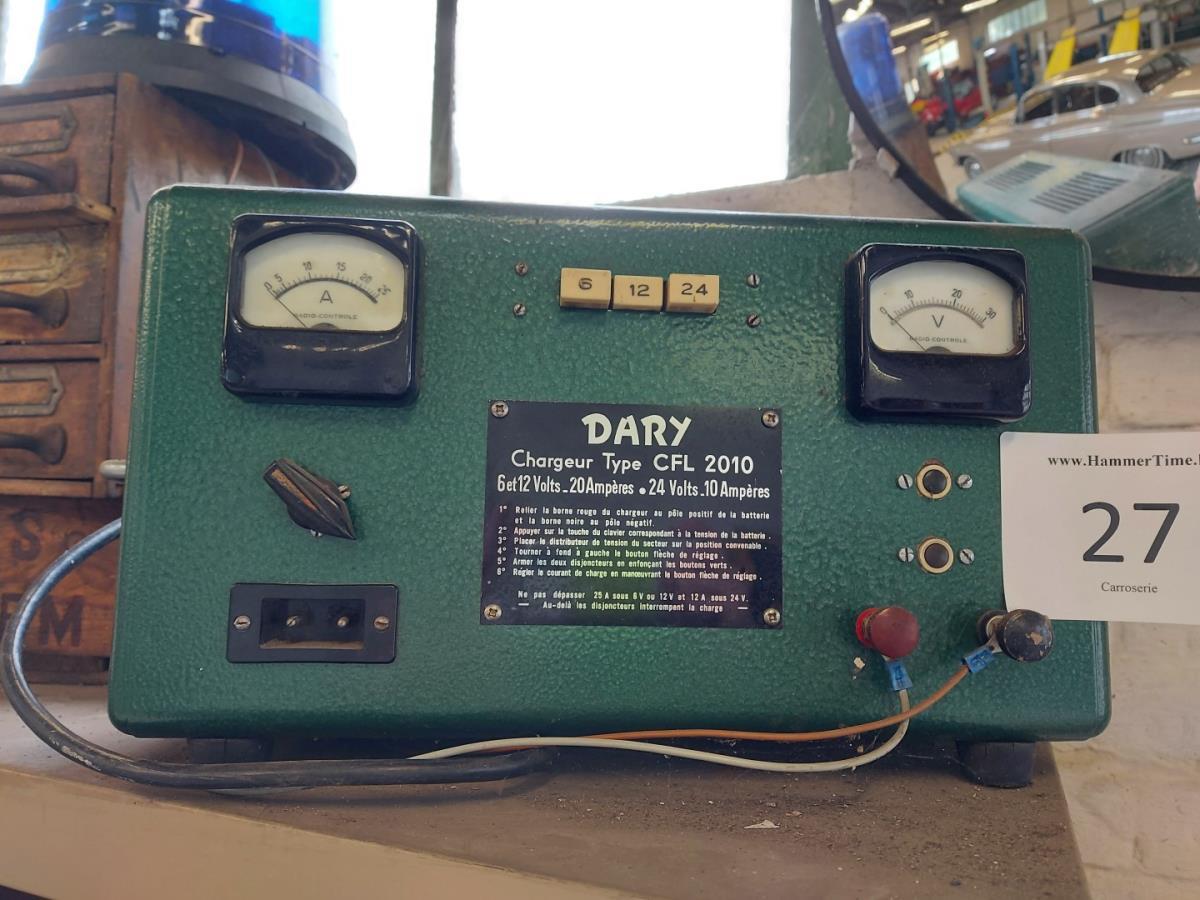 0 5 10 15 20 25
A
RADIO-CONTROLE
6
12
24
0 10 20 30
V
RADIO-CONTROLE
DARY
Chargeur Type CFL 2010
6 et 12 Volts_20 Ampères • 24 Volts_10 Ampères
1° Relier la borne rouge du chargeur au pôle positif de la batterie
et la borne noire au pôle négatif.
2° Appuyer sur la touche du clavier correspondant à la tension de la batterie.
3° Placer le distributeur de tension du secteur sur la position convenable.
4° Tourner à fond à gauche le bouton flèche de réglage.
5° Armer les deux disjoncteurs en enfonçant les boutons verts.
6° Régler le courant de charge en manœuvrant le bouton flèche de réglage.
Ne pas dépasser 25 A sous 6 V ou 12 V et 12 A sous 24 V.
— Au-delà les disjoncteurs interrompent la charge —
www.HammerTime.
27
Carroserie
S
FM